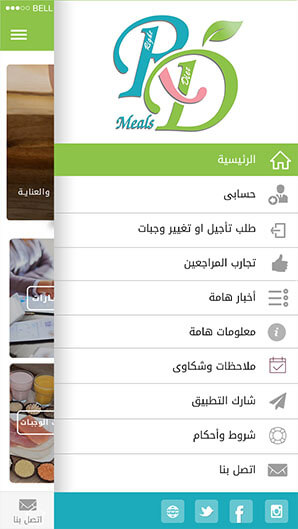 BELL
Right
Diet
Meals
الرئيسية
حسابى
طلب تأجيل او تغيير وجبات
تجارب المراجعين
أخبار هامة
معلومات هامة
ملاحظات وشكاوى
شارك التطبيق
شروط وأحكام
اتصل بنا
والعناية
الوجبات
اتصل بنا